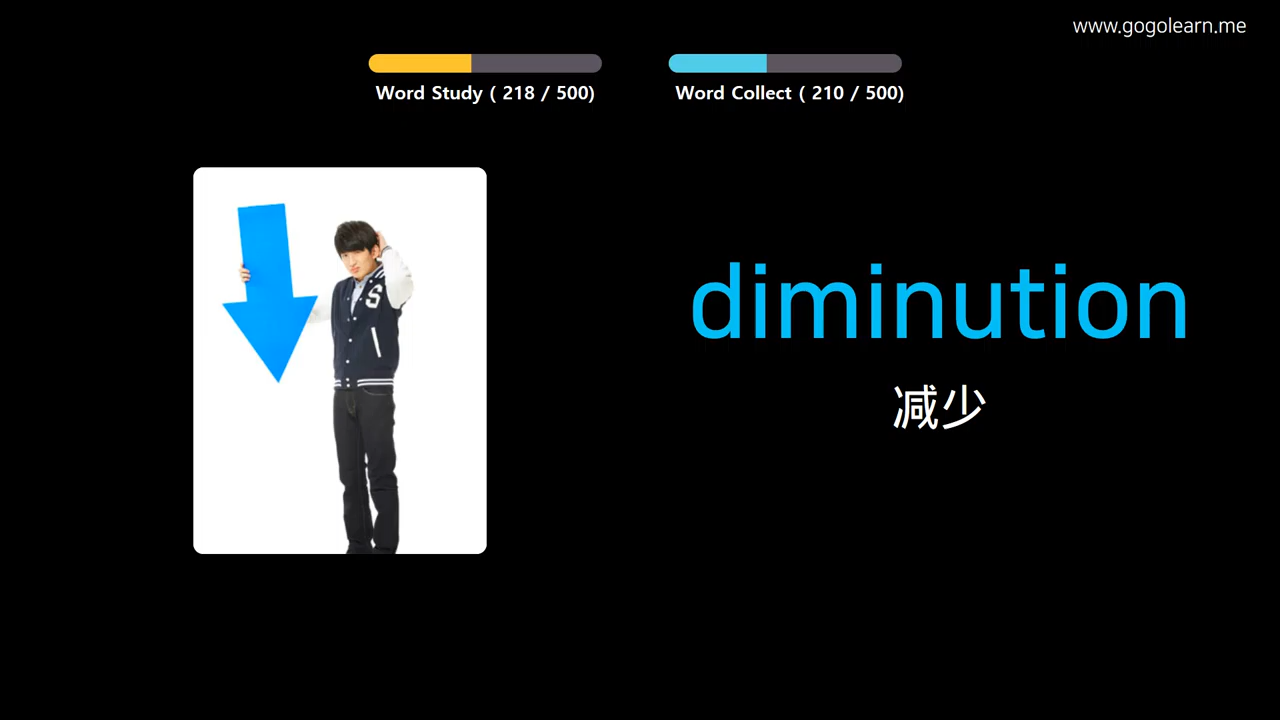 www.gogolearn.me
Word Study ( 218 / 500)
Word Collect ( 210 / 500)
S
diminution
减少